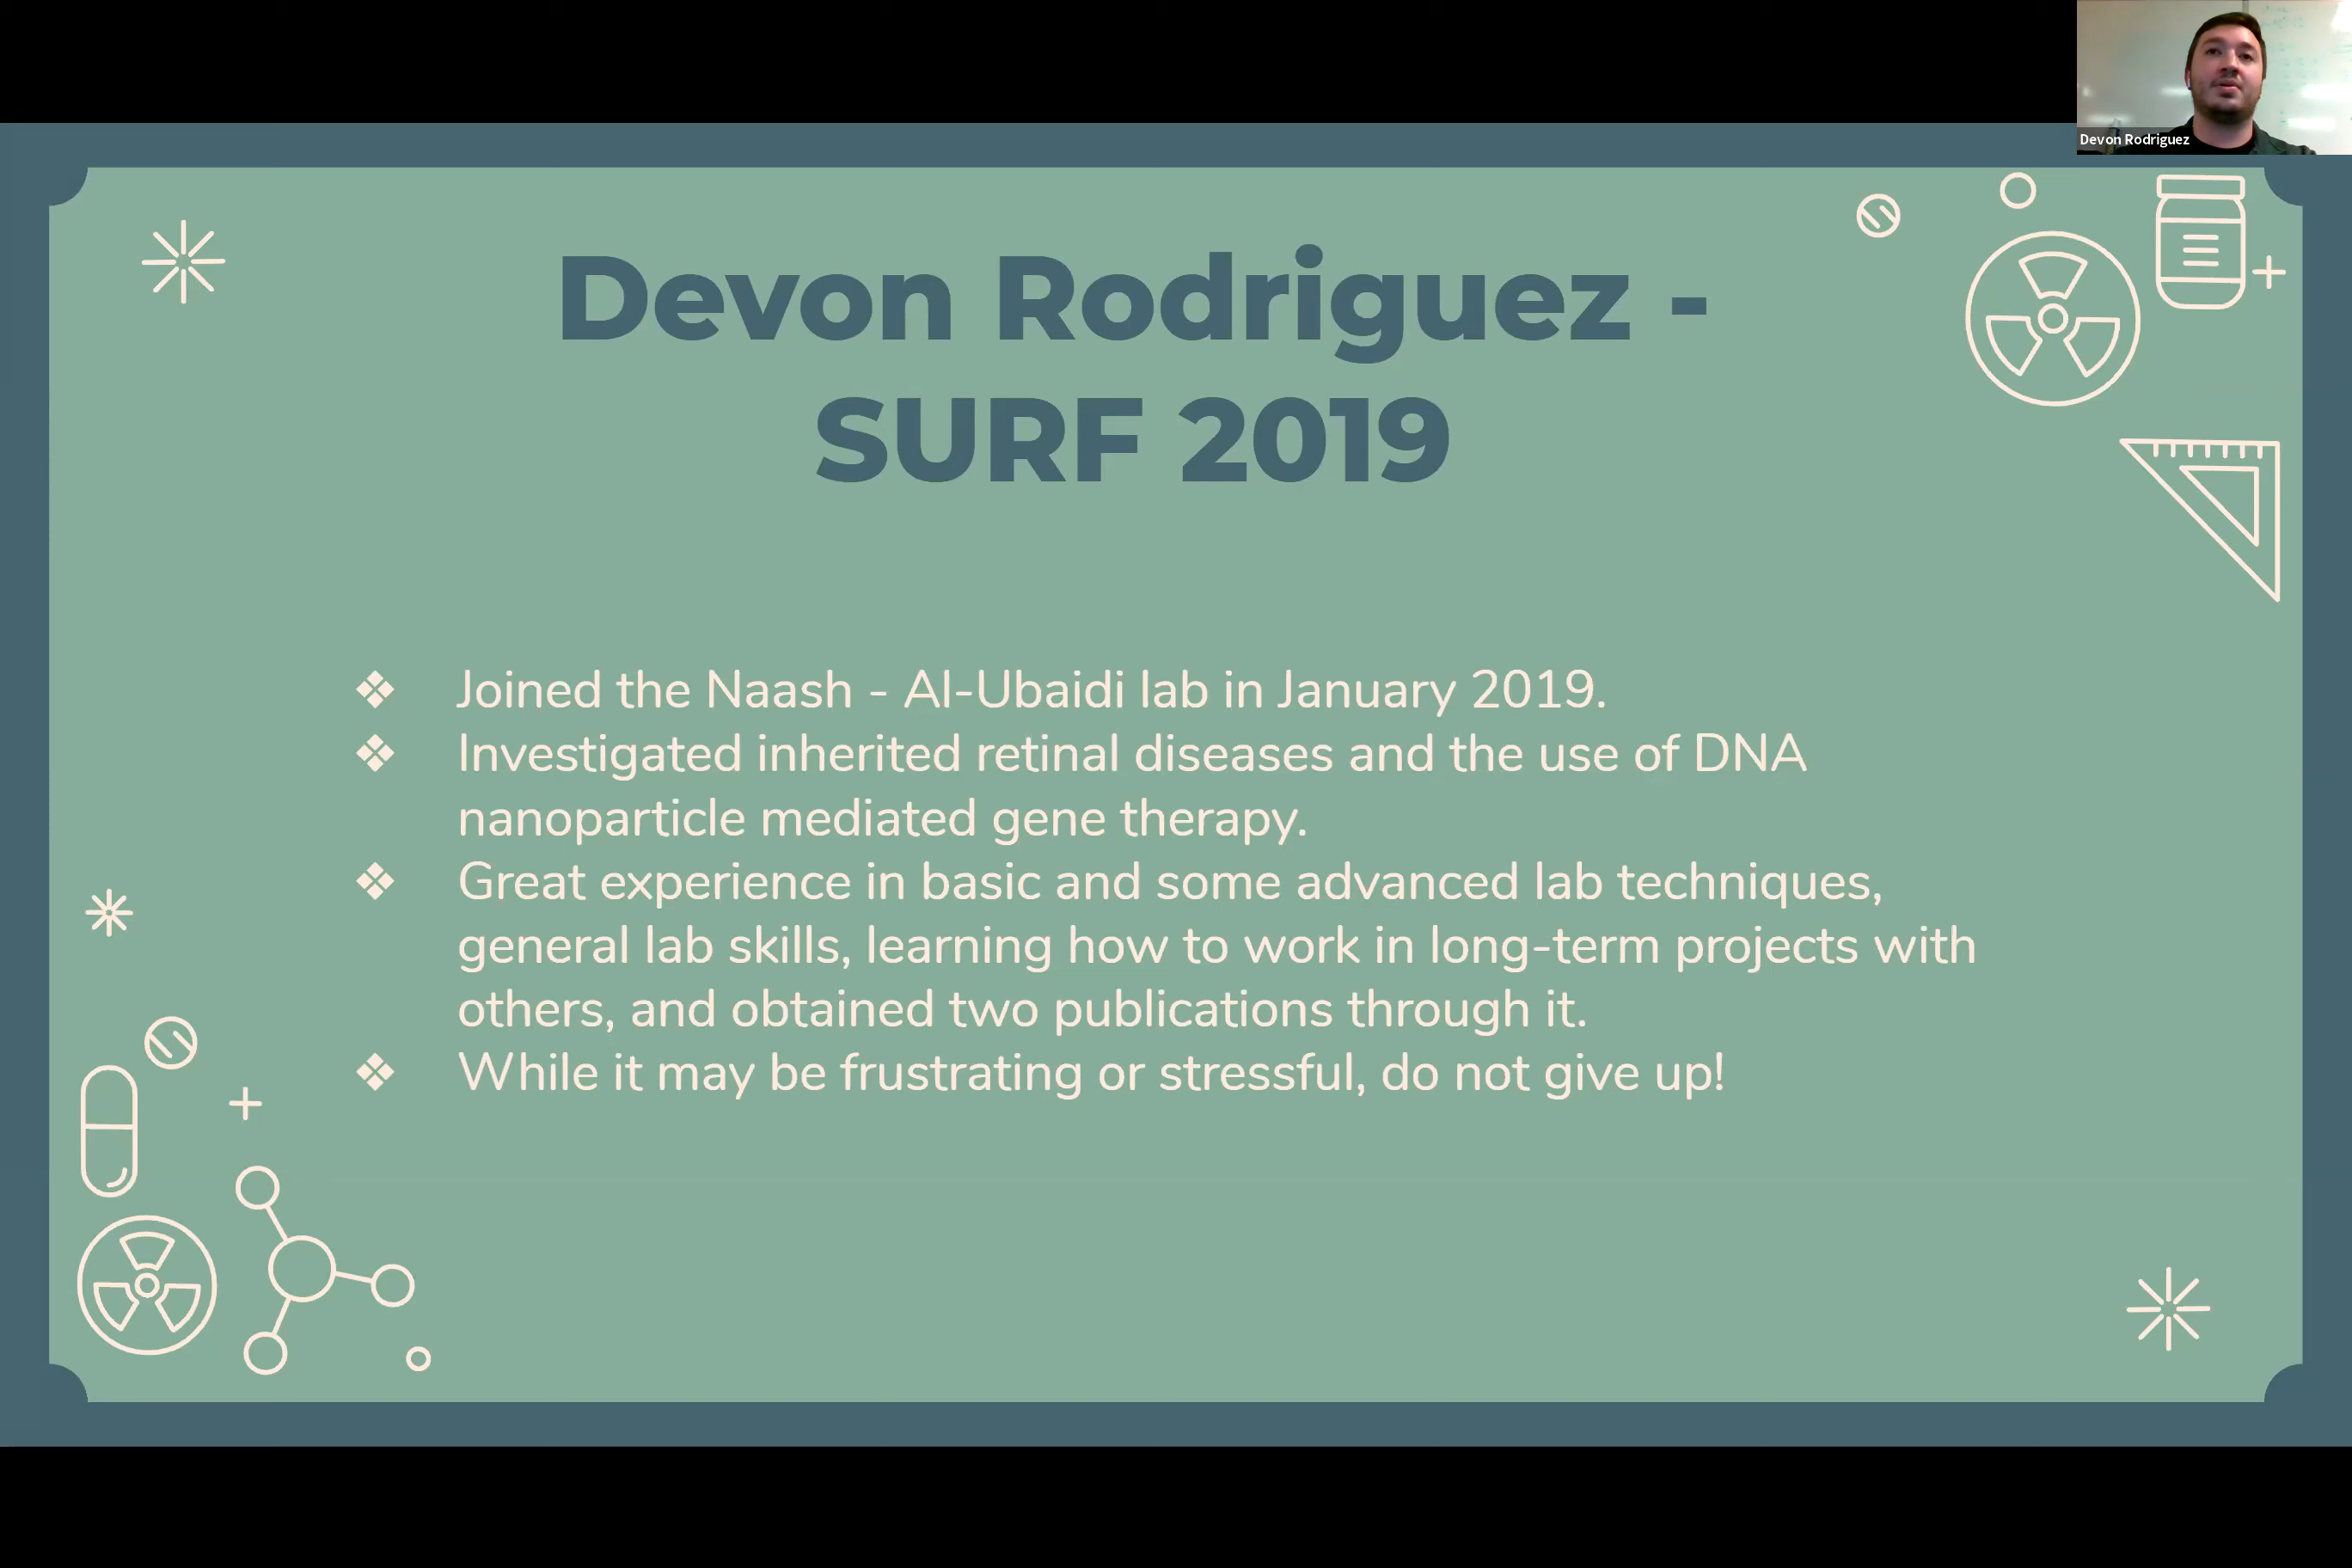 Devon Rodriguez
Devon Rodriguez -
SURF 2019
❖ Joined the Naash - Al-Ubaidi lab in January 2019.
❖ Investigated inherited retinal diseases and the use of DNA
nanoparticle mediated gene therapy.
❖ Great experience in basic and some advanced lab techniques,
general lab skills, learning how to work in long-term projects with
others, and obtained two publications through it.
❖ While it may be frustrating or stressful, do not give up!